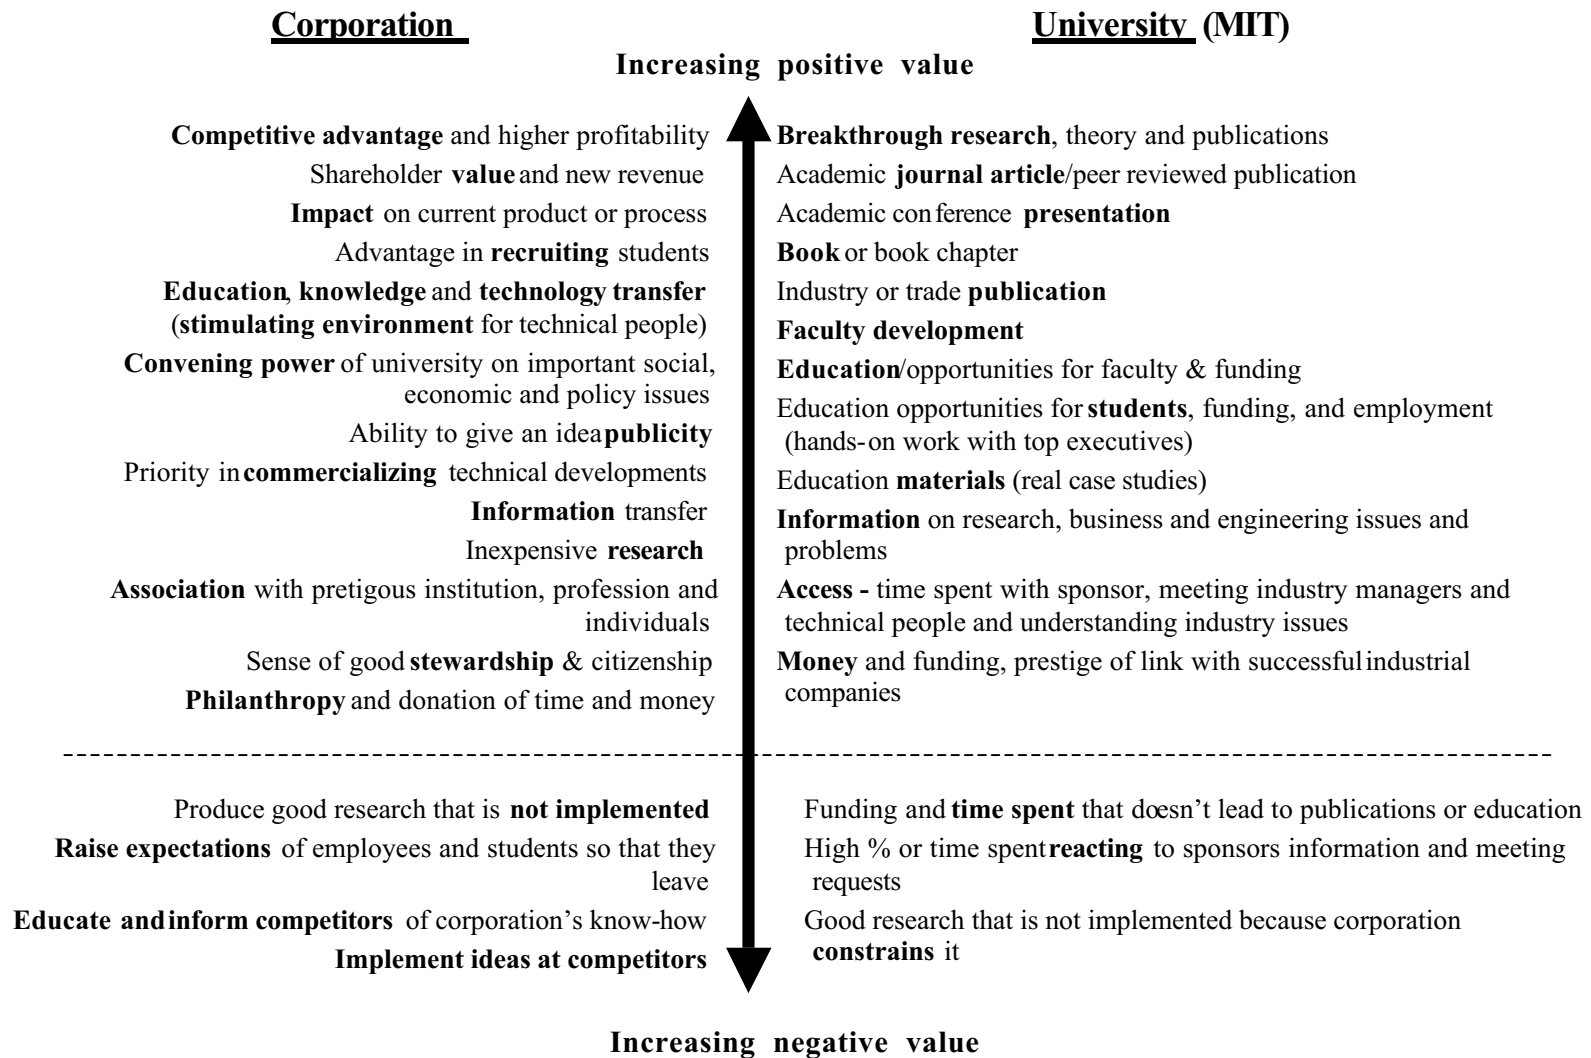 Corporation
University (MIT)
Increasing positive value
Competitive advantage and higher profitability
Shareholder value and new revenue
Impact on current product or process
Advantage in recruiting students
Education, knowledge and technology transfer
(stimulating environment for technical people)
Convening power of university on important social,
economic and policy issues
Ability to give an idea publicity
Priority in commercializing technical developments
Information transfer
Inexpensive research
Association with pretigous institution, profession and
individuals
Sense of good stewardship & citizenship
Philanthropy and donation of time and money
Breakthrough research, theory and publications
Academic journal article/peer reviewed publication
Academic conference presentation
Book or book chapter
Industry or trade publication
Faculty development
Education/opportunities for faculty & funding
Education opportunities for students, funding, and employment
(hands-on work with top executives)
Education materials (real case studies)
Information on research, business and engineering issues and
problems
Access - time spent with sponsor, meeting industry managers and
technical people and understanding industry issues
Money and funding, prestige of link with successful industrial
companies
Produce good research that is not implemented
Raise expectations of employees and students so that they
leave
Educate and inform competitors of corporation’s know-how
Implement ideas at competitors
Funding and time spent that doesn’t lead to publications or education
High % or time spent reacting to sponsors information and meeting
requests
Good research that is not implemented because corporation
constrains it
Increasing negative value